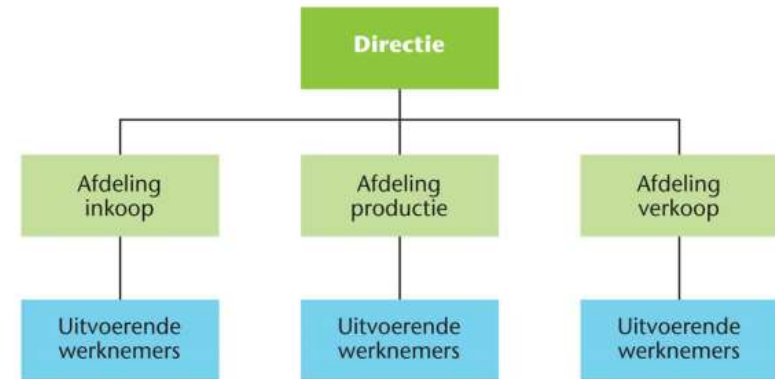 Directie
Afdeling
inkoop
Afdeling
productie
Afdeling
verkoop
Uitvoerende
werknemers
Uitvoerende
werknemers
Uitvoerende
werknemers